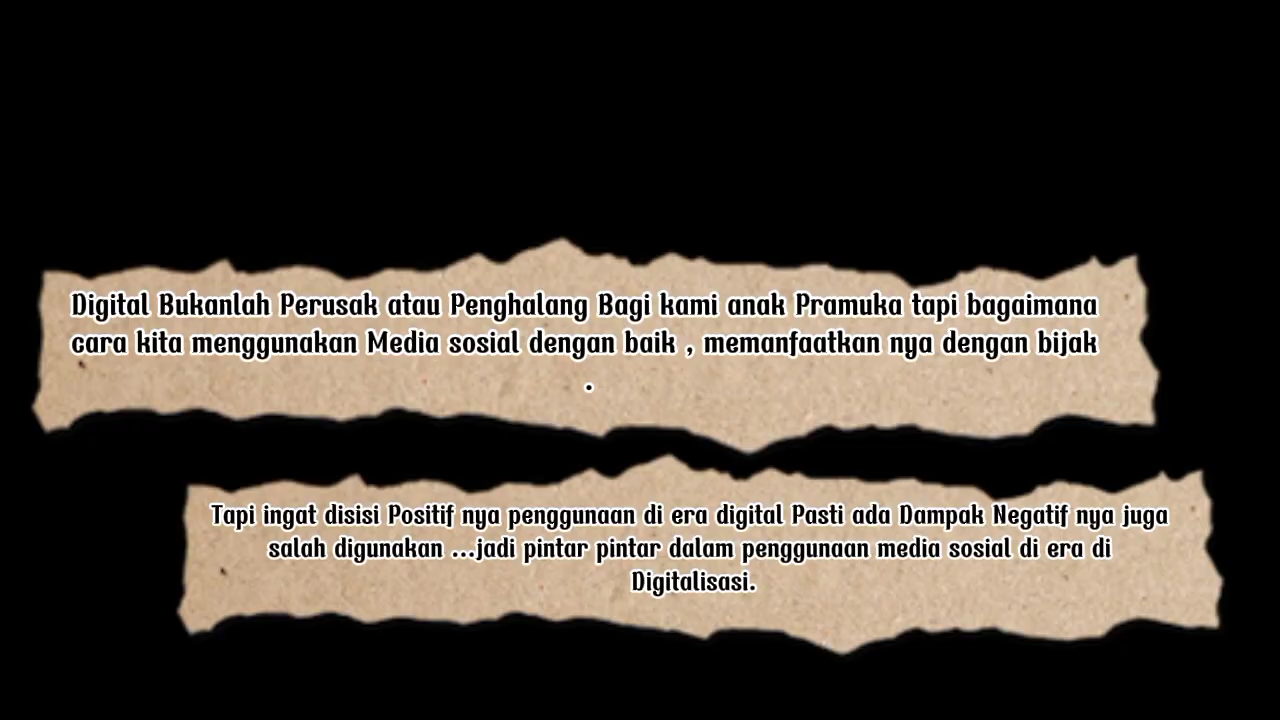 Digital Bukanlah Perusak atau Penghalang Bagi kami anak Pramuka tapi bagaimana
cara kita menggunakan Media sosial dengan baik , memanfaatkan nya dengan bijak
.
Tapi ingat disisi Positif nya penggunaan di era digital Pasti ada Dampak Negatif nya juga
salah digunakan ...jadi pintar pintar dalam penggunaan media sosial di era di
Digitalisasi.